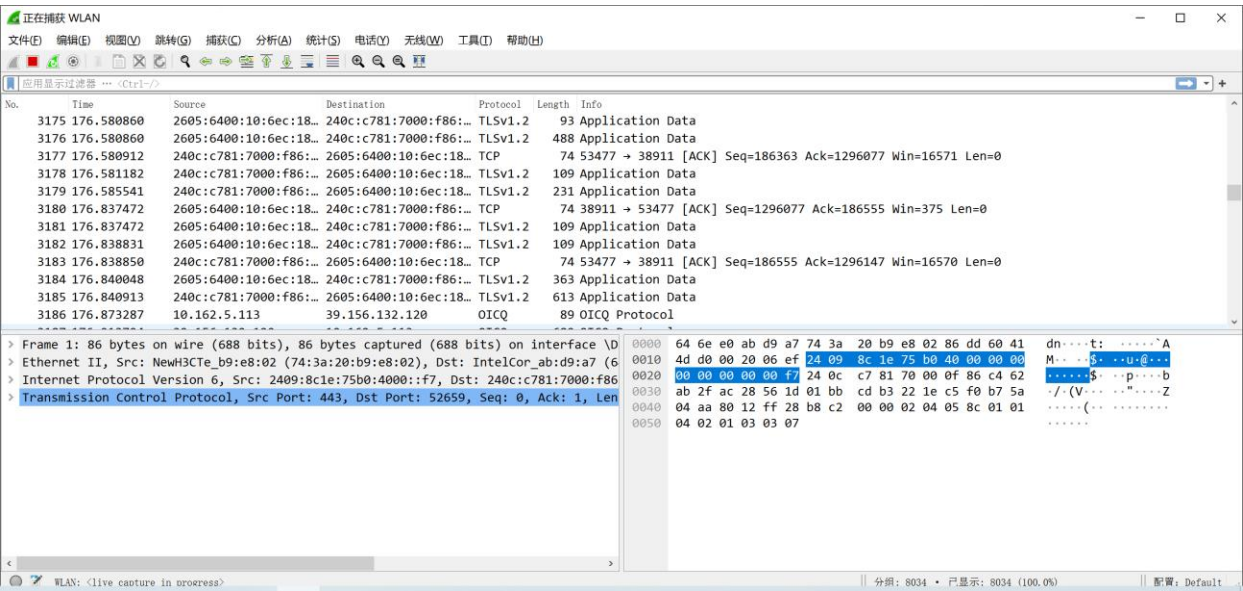 正在捕获 WLAN
文件(F) 编辑(E) 视图(V) 跳转(G) 捕获(C) 分析(A) 统计(S) 电话(Y) 无线(W) 工具(T) 帮助(H)
应用显示过滤器 … <Ctrl-/>
No. Time Source Destination Protocol Length Info
3175 176.580860 2605:6400:10:6ec:18… 240c:c781:7000:f86:… TLSv1.2 93 Application Data
3176 176.580860 2605:6400:10:6ec:18… 240c:c781:7000:f86:… TLSv1.2 488 Application Data
3177 176.580912 240c:c781:7000:f86:… 2605:6400:10:6ec:18… TCP 74 53477 → 38911 [ACK] Seq=186363 Ack=1296077 Win=16571 Len=0
3178 176.581182 240c:c781:7000:f86:… 2605:6400:10:6ec:18… TLSv1.2 109 Application Data
3179 176.585541 240c:c781:7000:f86:… 2605:6400:10:6ec:18… TLSv1.2 231 Application Data
3180 176.837472 2605:6400:10:6ec:18… 240c:c781:7000:f86:… TCP 74 38911 → 53477 [ACK] Seq=1296077 Ack=186555 Win=375 Len=0
3181 176.837472 2605:6400:10:6ec:18… 240c:c781:7000:f86:… TLSv1.2 109 Application Data
3182 176.838831 2605:6400:10:6ec:18… 240c:c781:7000:f86:… TLSv1.2 109 Application Data
3183 176.838850 240c:c781:7000:f86:… 2605:6400:10:6ec:18… TCP 74 53477 → 38911 [ACK] Seq=186555 Ack=1296147 Win=16570 Len=0
3184 176.840048 2605:6400:10:6ec:18… 240c:c781:7000:f86:… TLSv1.2 363 Application Data
3185 176.840913 240c:c781:7000:f86:… 2605:6400:10:6ec:18… TLSv1.2 613 Application Data
3186 176.873287 10.162.5.113 39.156.132.120 OICQ 89 OICQ Protocol
> Frame 1: 86 bytes on wire (688 bits), 86 bytes captured (688 bits) on interface \D
> Ethernet II, Src: NewH3CTe_b9:e8:02 (74:3a:20:b9:e8:02), Dst: IntelCor_ab:d9:a7 (6
> Internet Protocol Version 6, Src: 2409:8c1e:75b0:4000::f7, Dst: 240c:c781:7000:f86
> Transmission Control Protocol, Src Port: 443, Dst Port: 52659, Seq: 0, Ack: 1, Len
0000 64 6e e0 ab d9 a7 74 3a 20 b9 e8 02 86 dd 60 41 dn····t: ·····`A
0010 4d d0 00 20 06 ef 24 09 8c 1e 75 b0 40 00 00 00 M·· ··$· ··u·@···
0020 00 00 00 00 00 f7 24 0c c7 81 70 00 0f 86 c4 62 ······$· ··p····b
0030 ab 2f ac 28 56 1d 01 bb cd b3 22 1e c5 f0 b7 5a ·/·(V··· ··"····Z
0040 04 aa 80 12 ff 28 b8 c2 00 00 02 04 05 8c 01 01 ·····(·· ········
0050 04 02 01 03 03 07 ······
WLAN: <live capture in progress>
分组: 8034 • 已显示: 8034 (100.0%)
配置: Default